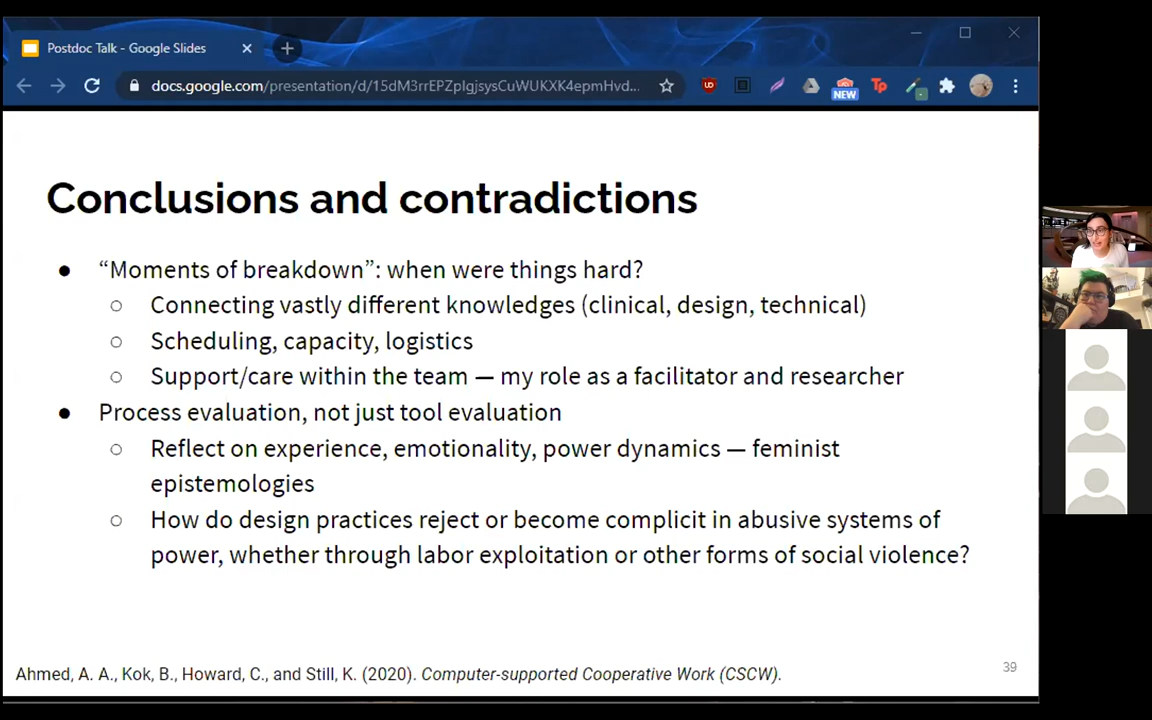 Postdoc Talk - Google Slides
docs.google.com/presentation/d/15dM3rrEPZplgjsysCuWUKXK4epmHvd...
UD
NEW
Tp
Conclusions and contradictions
● “Moments of breakdown”: when were things hard?
○ Connecting vastly different knowledges (clinical, design, technical)
○ Scheduling, capacity, logistics
○ Support/care within the team — my role as a facilitator and researcher
● Process evaluation, not just tool evaluation
○ Reflect on experience, emotionality, power dynamics — feminist
epistemologies
○ How do design practices reject or become complicit in abusive systems of
power, whether through labor exploitation or other forms of social violence?
Ahmed, A. A., Kok, B., Howard, C., and Still, K. (2020). Computer-supported Cooperative Work (CSCW).
39